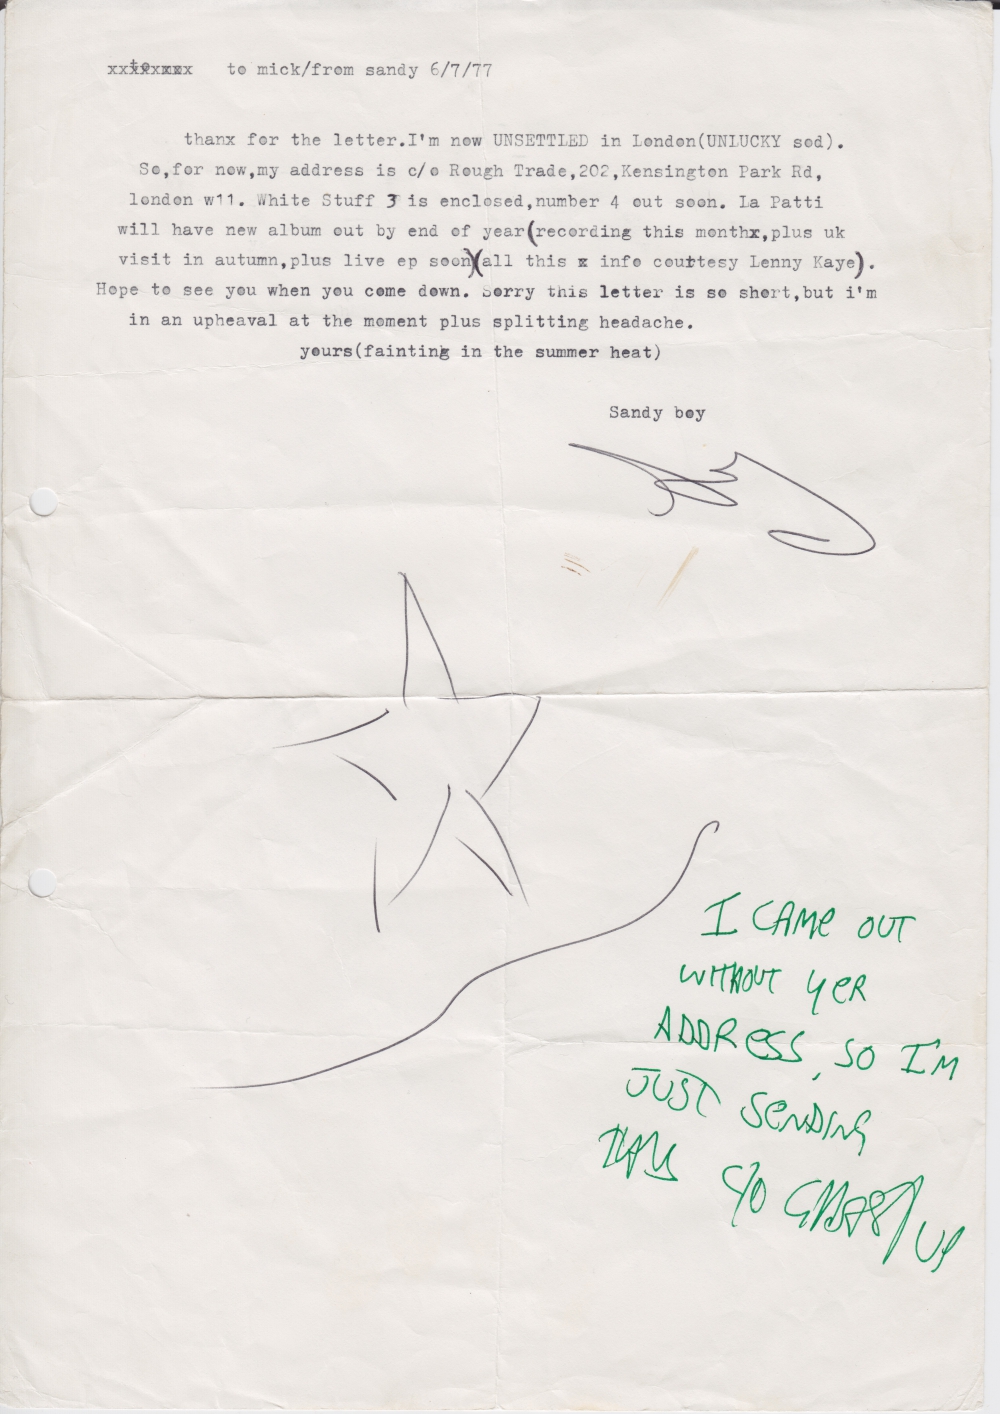 xxxxxxxx to mick/from sandy 6/7/77
thanx for the letter.I'm now UNSETTLED in London(UNLUCKY sod).
So,for now,my address is c/o Rough Trade,202,Kensington Park Rd,
london w11. White Stuff 3 is enclosed,number 4 out soon. La Patti
will have new album out by end of year(recording this monthx,plus uk
visit in autumn,plus live ep soon)(all this x info courtesy Lenny Kaye).
Hope to see you when you come down. Sorry this letter is so short,but i'm
in an upheaval at the moment plus splitting headache.
yours(fainting in the summer heat)
Sandy boy
I CAME OUT
WITHOUT YER
ADDRESS, SO I'M
JUST SENDING
THIS C/O